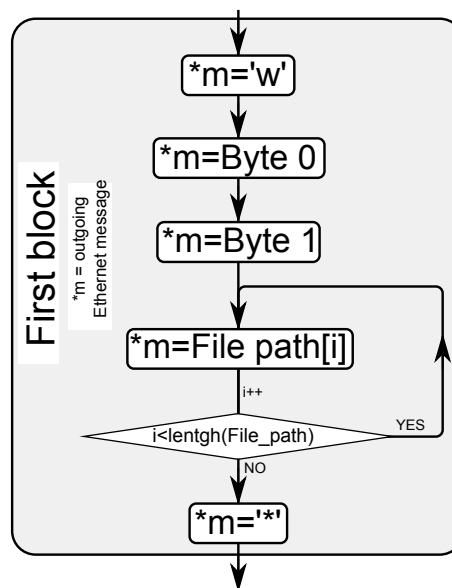 *m='w'
*m=Byte 0
*m=Byte 1
First block
*m = outgoing
Ethernet message
*m=File path[i]
i++
i<lentgh(File_path)
YES
NO
*m='*'